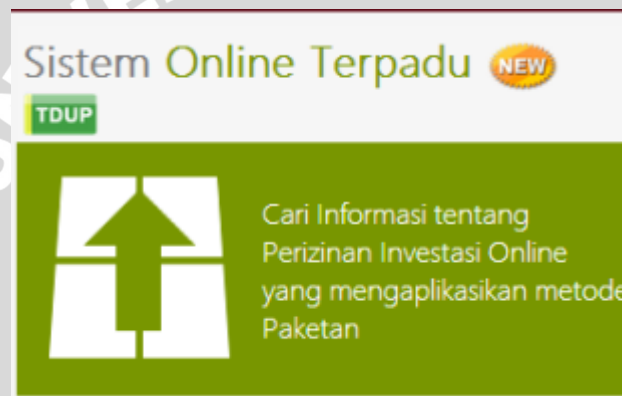 Sistem Online Terpadu NEW
TDUP
Cari Informasi tentang
Perizinan Investasi Online
yang mengaplikasikan metode
Paketan